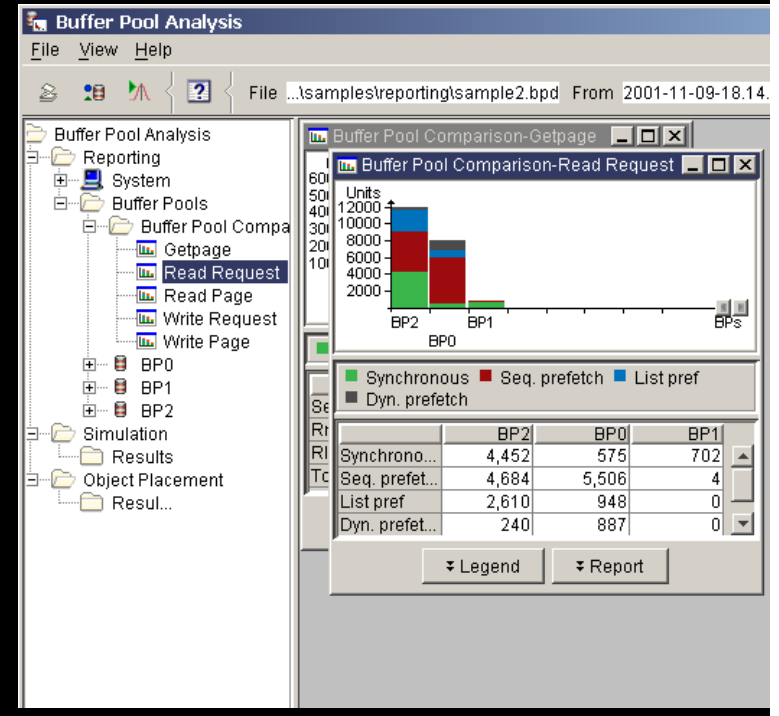 Buffer Pool Analysis
File View Help
File ...\samples\reporting\sample2.bpd From 2001-11-09-18.14.
Buffer Pool Analysis
Reporting
System
Buffer Pools
Buffer Pool Compa
Getpage
Read Request
Read Page
Write Request
Write Page
BP0
BP1
BP2
Simulation
Results
Object Placement
Resul...
Buffer Pool Comparison-Getpage
Buffer Pool Comparison-Read Request
Units
12000
10000
8000
6000
4000
2000
BP2 BP1 BPs
BP0
Synchronous Seq. prefetch List pref
Dyn. prefetch
BP2 BP0 BP1
Synchrono... 4,452 575 702
Seq. prefet... 4,684 5,506 4
List pref 2,610 948 0
Dyn. prefet... 240 887 0
Legend Report